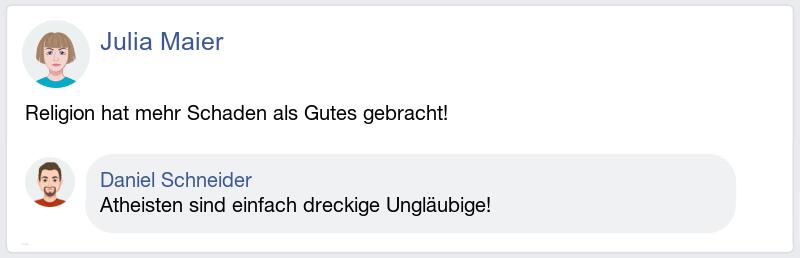 Julia Maier
Religion hat mehr Schaden als Gutes gebracht!
Daniel Schneider
Atheisten sind einfach dreckige Ungläubige!